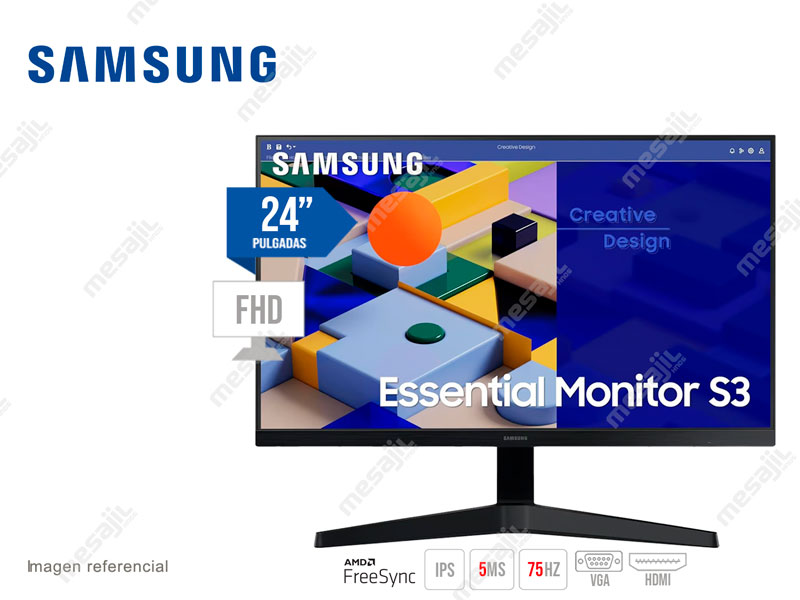 SAMSUNG
Creative Design
SAMSUNG
24”
PULGADAS
Creative
Design
FHD
Essential Monitor S3
SAMSUNG
Imagen referencial
AMD
FreeSync
IPS
5MS
75HZ
VGA
HDMI
mesajil